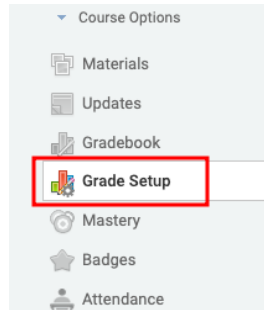 Course Options
Materials
Updates
Gradebook
Grade Setup
Mastery
Badges
Attendance